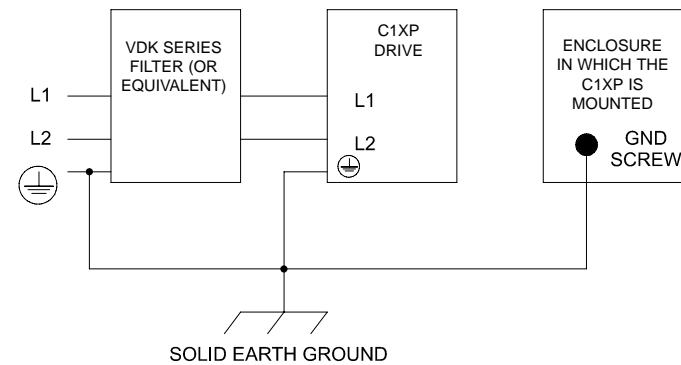 VDK SERIES
FILTER (OR
EQUIVALENT)
C1XP
DRIVE
ENCLOSURE
IN WHICH THE
C1XP IS
MOUNTED
L1
L1
L2
L2
GND
SCREW
SOLID EARTH GROUND